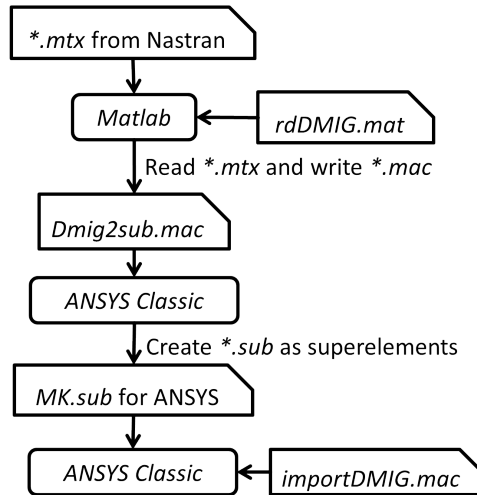 *.mtx from Nastran
Matlab
rdDMIG.mat
Read *.mtx and write *.mac
Dmig2sub.mac
ANSYS Classic
Create *.sub as superelements
MK.sub for ANSYS
ANSYS Classic
importDMIG.mac